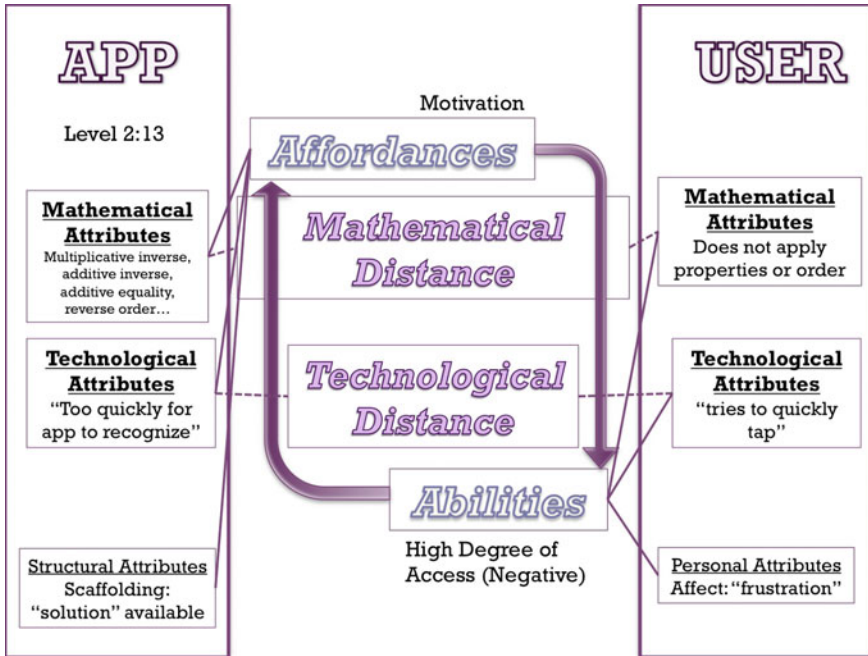 APP
Level 2:13
Mathematical
Attributes
Multiplicative inverse,
additive inverse,
additive equality,
reverse order...
Technological
Attributes
“Too quickly for
app to recognize”
Structural Attributes
Scaffolding:
“solution” available
Motivation
Affordances
Mathematical
Distance
Technological
Distance
Abilities
High Degree of
Access (Negative)
USER
Mathematical
Attributes
Does not apply
properties or order
Technological
Attributes
“tries to quickly
tap”
Personal Attributes
Affect: “frustration”